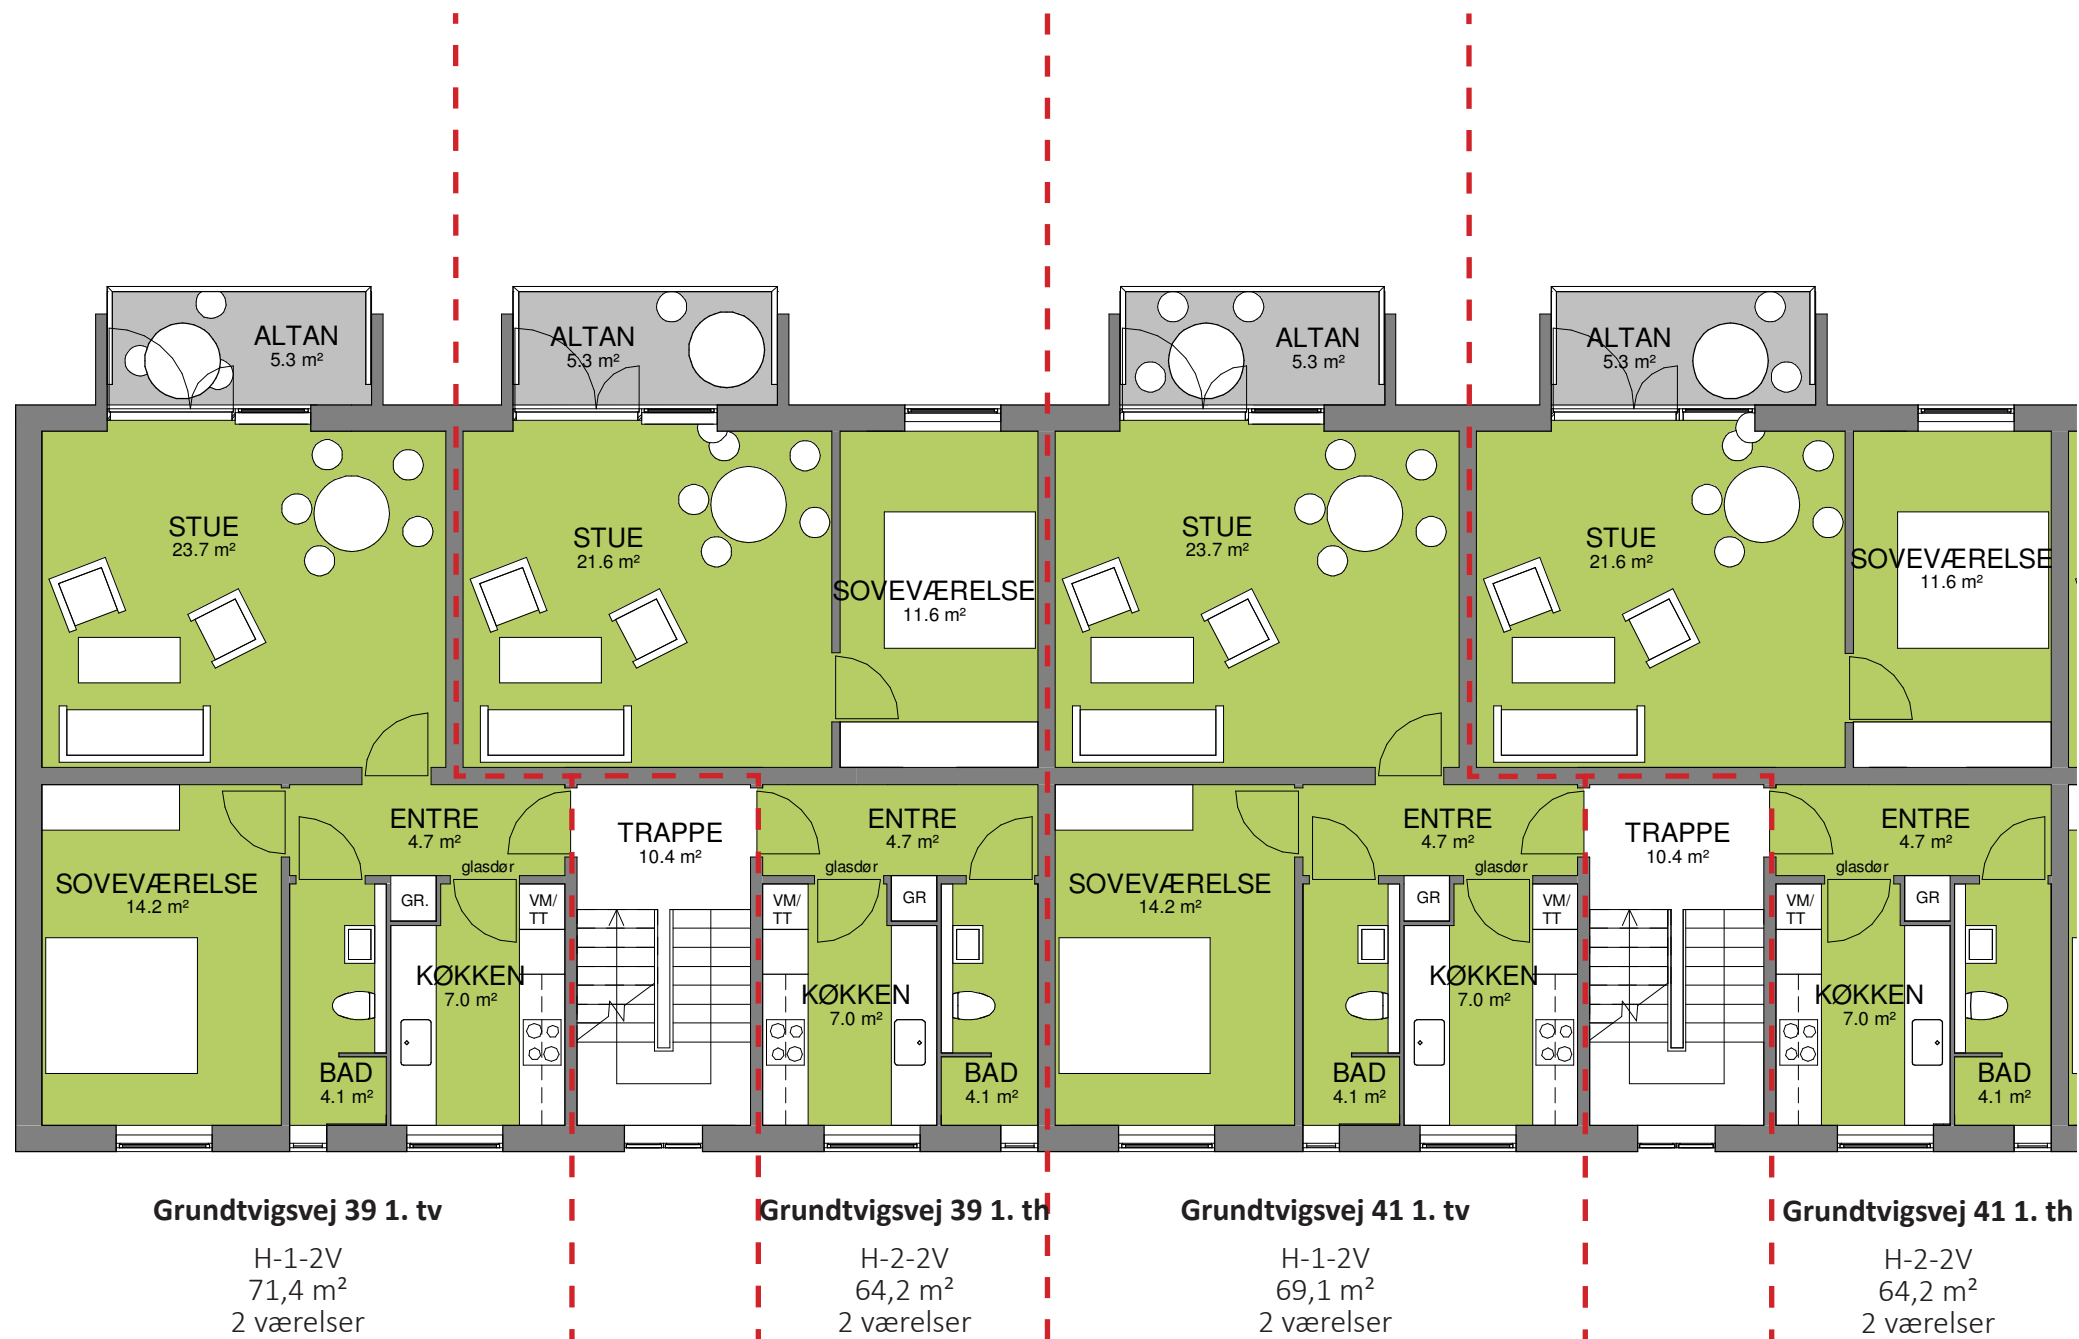 ALTAN
5.3 m²
ALTAN
5.3 m²
ALTAN
5.3 m²
ALTAN
5.3 m²
STUE
23.7 m²
STUE
21.6 m²
SOVEVÆRELSE
11.6 m²
STUE
23.7 m²
STUE
21.6 m²
SOVEVÆRELSE
11.6 m²
ENTRE
4.7 m²
glasdør
TRAPPE
10.4 m²
ENTRE
4.7 m²
glasdør
ENTRE
4.7 m²
glasdør
TRAPPE
10.4 m²
ENTRE
4.7 m²
glasdør
SOVEVÆRELSE
14.2 m²
GR.
VM/
TT
VM/
TT
GR
SOVEVÆRELSE
14.2 m²
GR
VM/
TT
VM/
TT
GR
KØKKEN
7.0 m²
KØKKEN
7.0 m²
KØKKEN
7.0 m²
KØKKEN
7.0 m²
BAD
4.1 m²
BAD
4.1 m²
BAD
4.1 m²
BAD
4.1 m²
Grundtvigsvej 39 1. tv
H-1-2V
71,4 m²
2 værelser
Grundtvigsvej 39 1. th
H-2-2V
64,2 m²
2 værelser
Grundtvigsvej 41 1. tv
H-1-2V
69,1 m²
2 værelser
Grundtvigsvej 41 1. th
H-2-2V
64,2 m²
2 værelser